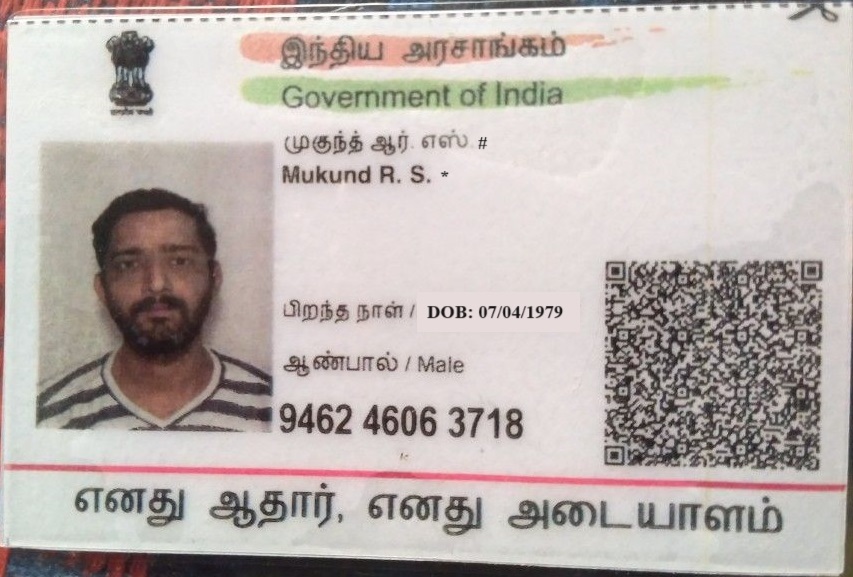 இந்திய அரசாங்கம்
Government of India
முகுந்த் ஆர். எஸ். #
Mukund R. S. *
பிறந்த நாள் / DOB: 07/04/1979
ஆண்பால் / Male
9462 4606 3718
எனது ஆதார், எனது அடையாளம்